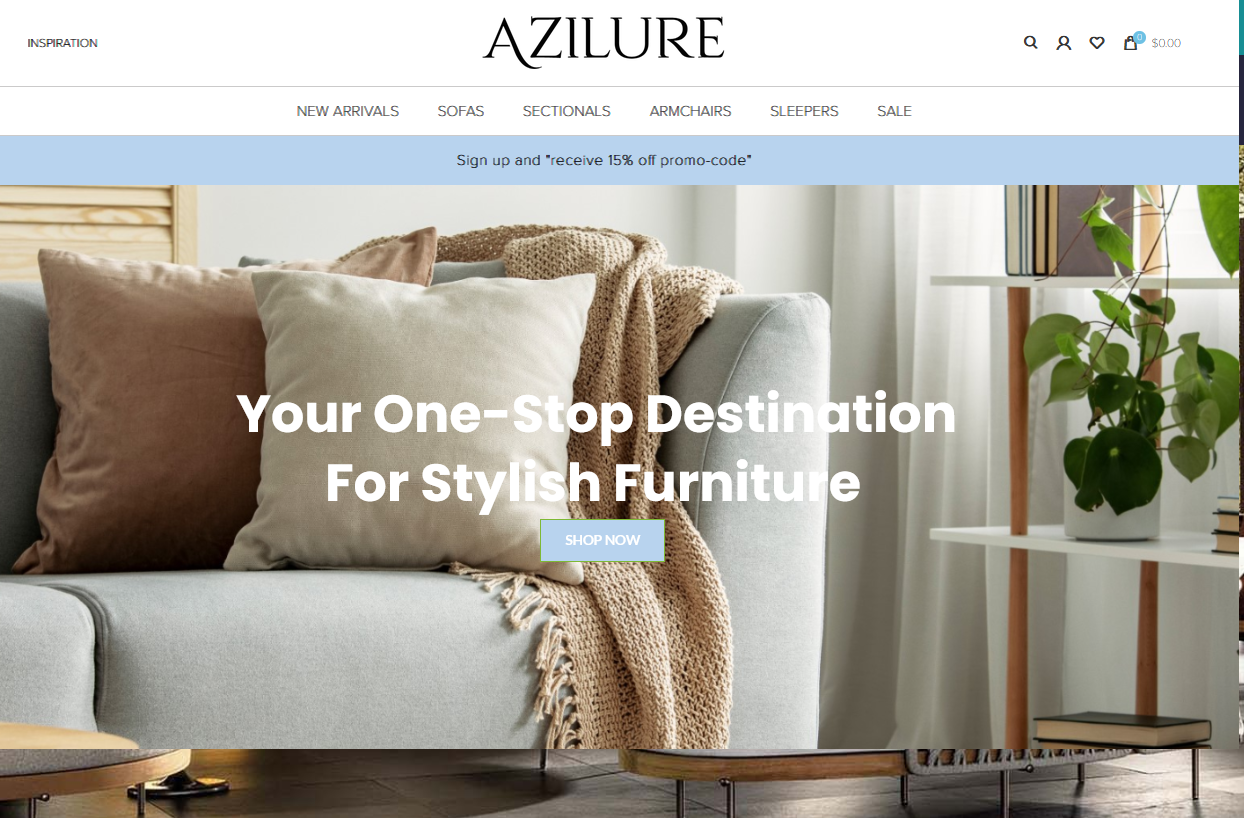 INSPIRATION
AZILURE
0
$0.00
NEW ARRIVALS SOFAS SECTIONALS ARMCHAIRS SLEEPERS SALE
Sign up and "receive 15% off promo-code"
Your One-Stop Destination
For Stylish Furniture
SHOP NOW